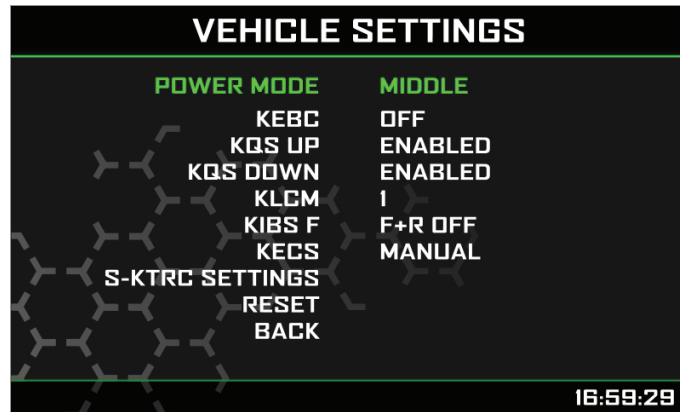 VEHICLE SETTINGS
POWER MODE MIDDLE
KEBC OFF
KQS UP ENABLED
KQS DOWN ENABLED
KLCM 1
KIBS F F+R OFF
KECS MANUAL
S-KTRC SETTINGS
RESET
BACK
16:59:29